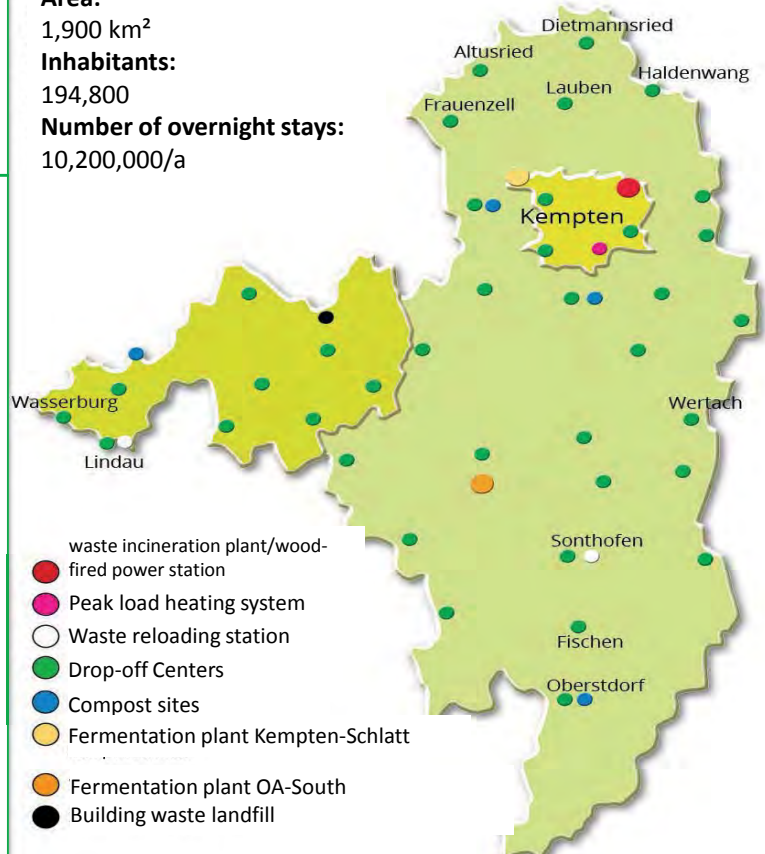 Area:
1,900 km²
Inhabitants:
194,800
Number of overnight stays:
10,200,000/a
Dietmannsried
Altusried
Haldenwang
Lauben
Frauenzell
Kempten
Wasserburg
Wertach
Lindau
Sonthofen
Fischen
Oberstdorf
waste incineration plant/wood-
fired power station
Peak load heating system
Waste reloading station
Drop-off Centers
Compost sites
Fermentation plant Kempten-Schlatt
Fermentation plant OA-South
Building waste landfill